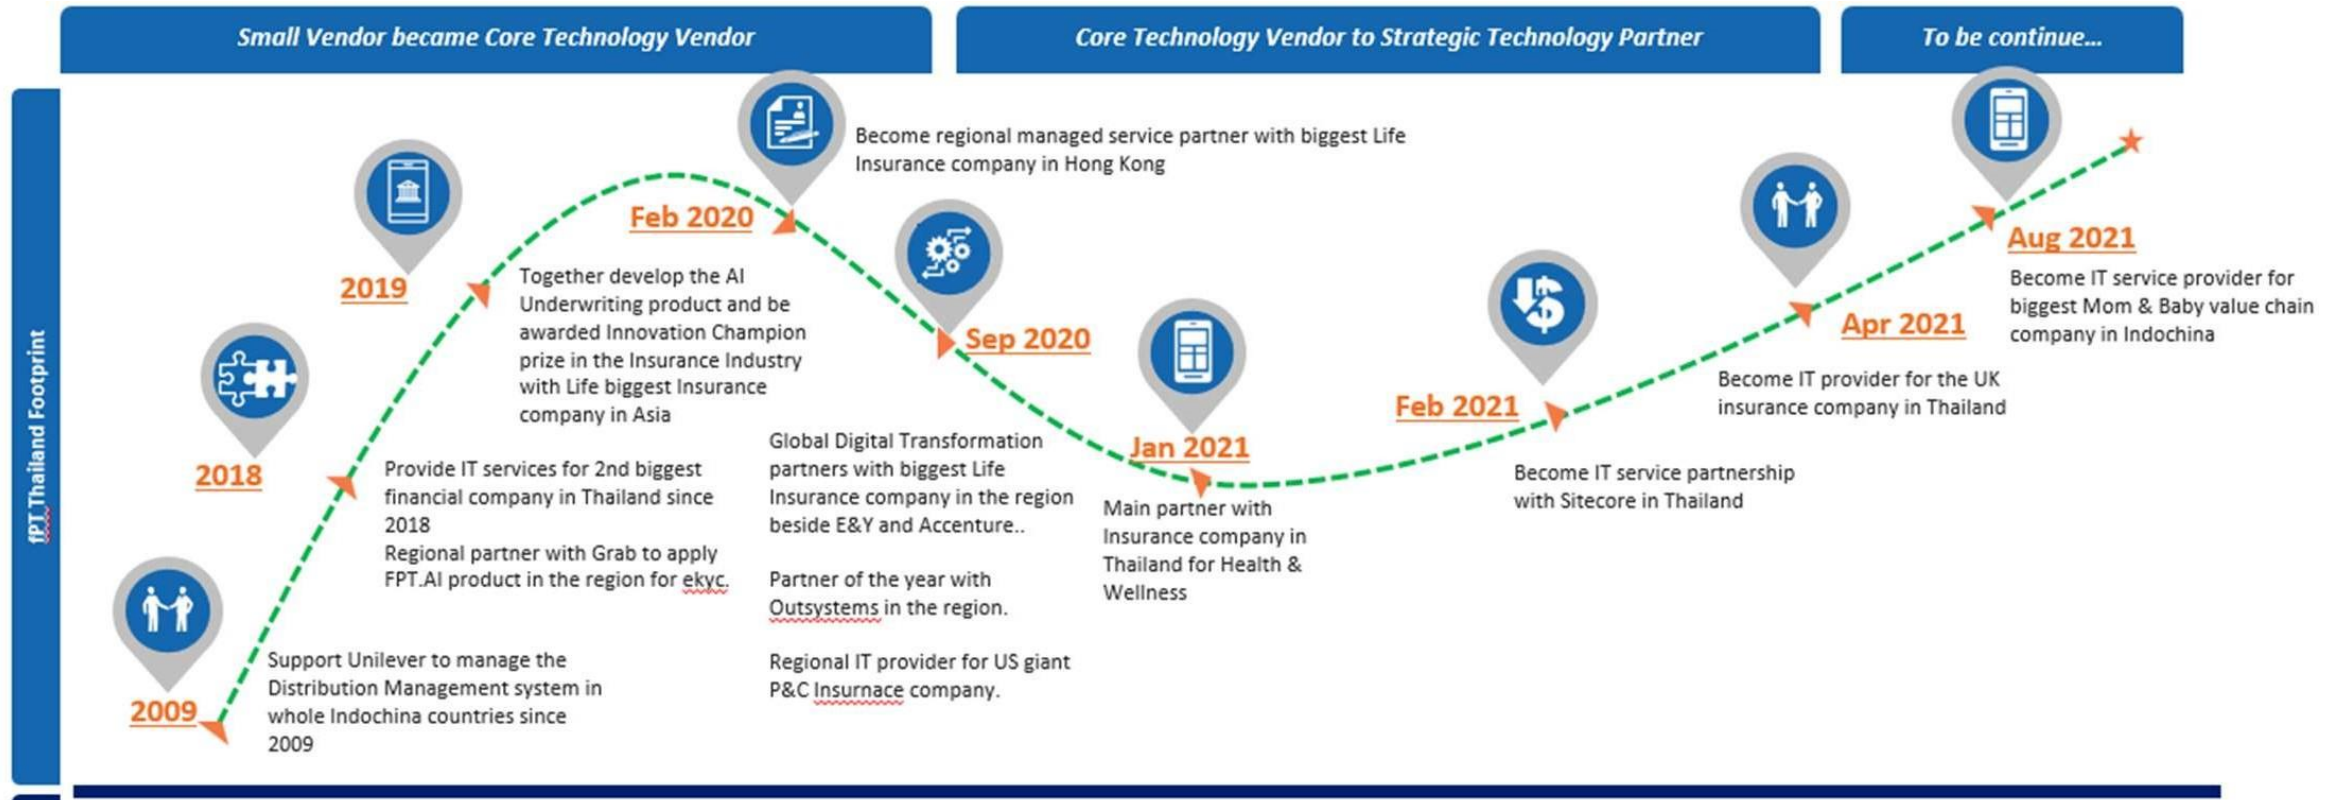 Small Vendor became Core Technology Vendor
Core Technology Vendor to Strategic Technology Partner
To be continue...
fPT Thailand Footprint
2009
Support Unilever to manage the
Distribution Management system in
whole Indochina countries since
2009
2018
Provide IT services for 2nd biggest
financial company in Thailand since
2018
Regional partner with Grab to apply
FPT.AI product in the region for ekyc.
2019
Together develop the AI
Underwriting product and be
awarded Innovation Champion
prize in the Insurance Industry
with Life biggest Insurance
company in Asia
Feb 2020
Become regional managed service partner with biggest Life
Insurance company in Hong Kong
Sep 2020
Global Digital Transformation
partners with biggest Life
Insurance company in the region
beside E&Y and Accenture..
Partner of the year with
Outsystems in the region.
Regional IT provider for US giant
P&C Insurnace company.
Jan 2021
Main partner with
Insurance company in
Thailand for Health &
Wellness
Feb 2021
Become IT service partnership
with Sitecore in Thailand
Apr 2021
Become IT provider for the UK
insurance company in Thailand
Aug 2021
Become IT service provider for
biggest Mom & Baby value chain
company in Indochina